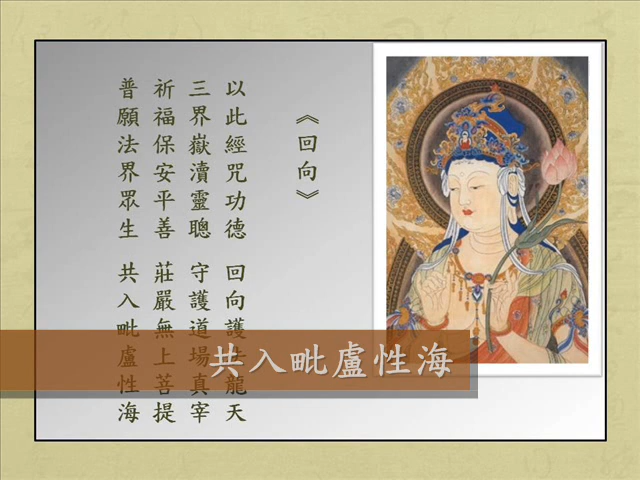 《回向》
以此經咒功德 回向護法龍天
三界嶽瀆靈聰 守護道場真宰
祈福保安平善 莊嚴無上菩提
普願法界眾生 共入毗盧性海
共入毗盧性海